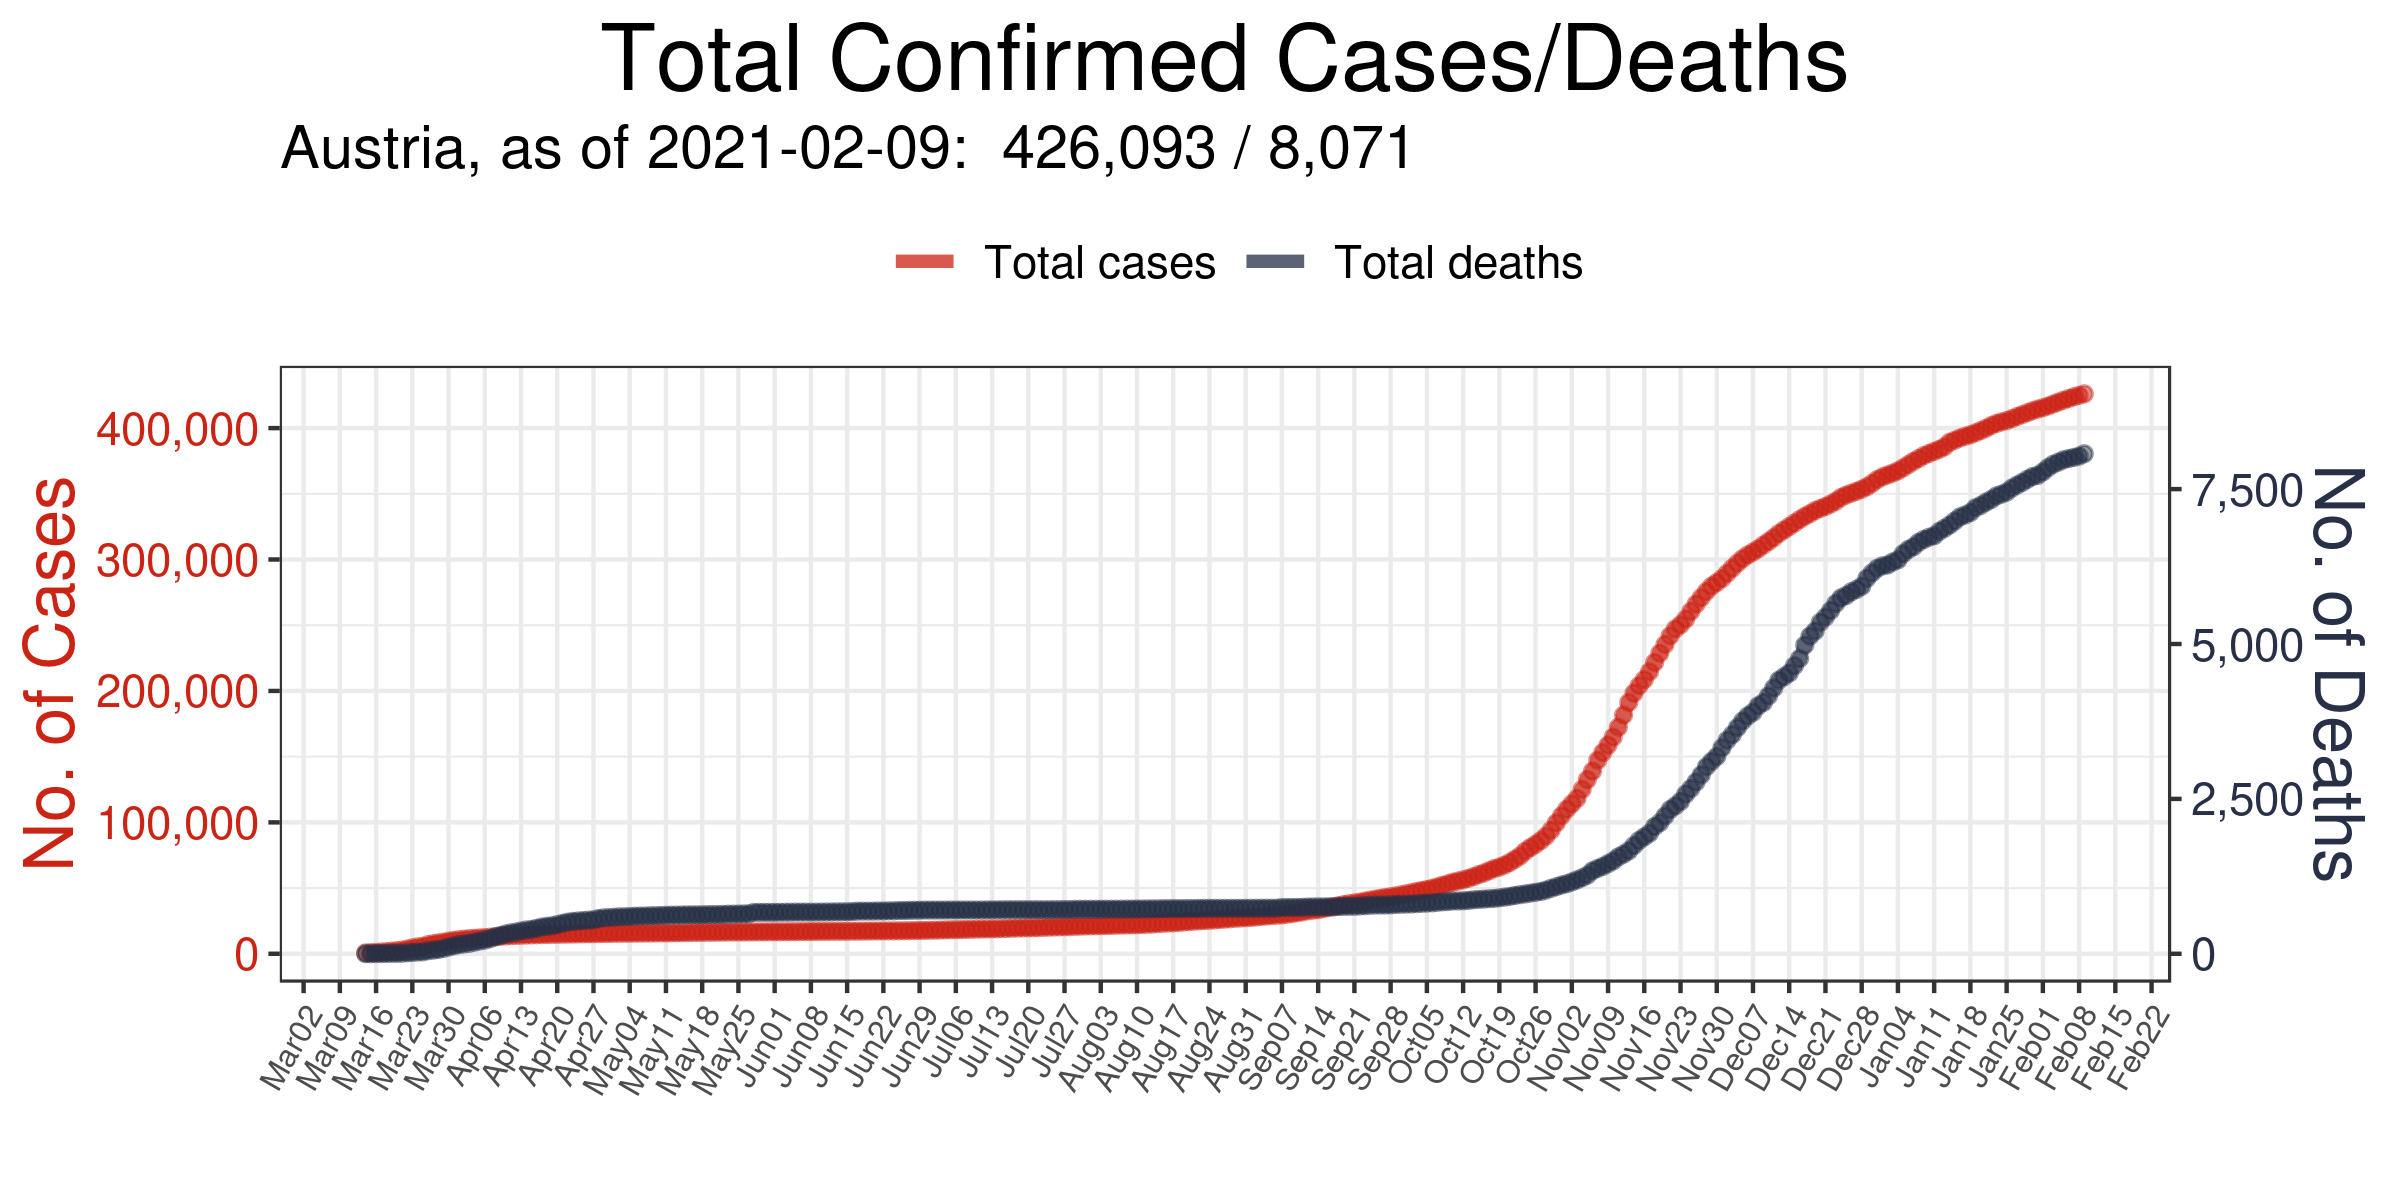 Total Confirmed Cases/Deaths
Austria, as of 2021-02-09: 426,093 / 8,071
Total cases
Total deaths
No. of Cases
400,000
300,000
200,000
100,000
0
7,500
5,000
2,500
0
No. of Deaths
Mar02
Mar09
Mar16
Mar23
Mar30
Apr06
Apr13
Apr20
Apr27
May04
May11
May18
May25
Jun01
Jun08
Jun15
Jun22
Jun29
Jul06
Jul13
Jul20
Jul27
Aug03
Aug10
Aug17
Aug24
Aug31
Sep07
Sep14
Sep21
Sep28
Oct05
Oct12
Oct19
Oct26
Nov02
Nov09
Nov16
Nov23
Nov30
Dec07
Dec14
Dec21
Dec28
Jan04
Jan11
Jan18
Jan25
Feb01
Feb08
Feb15
Feb22